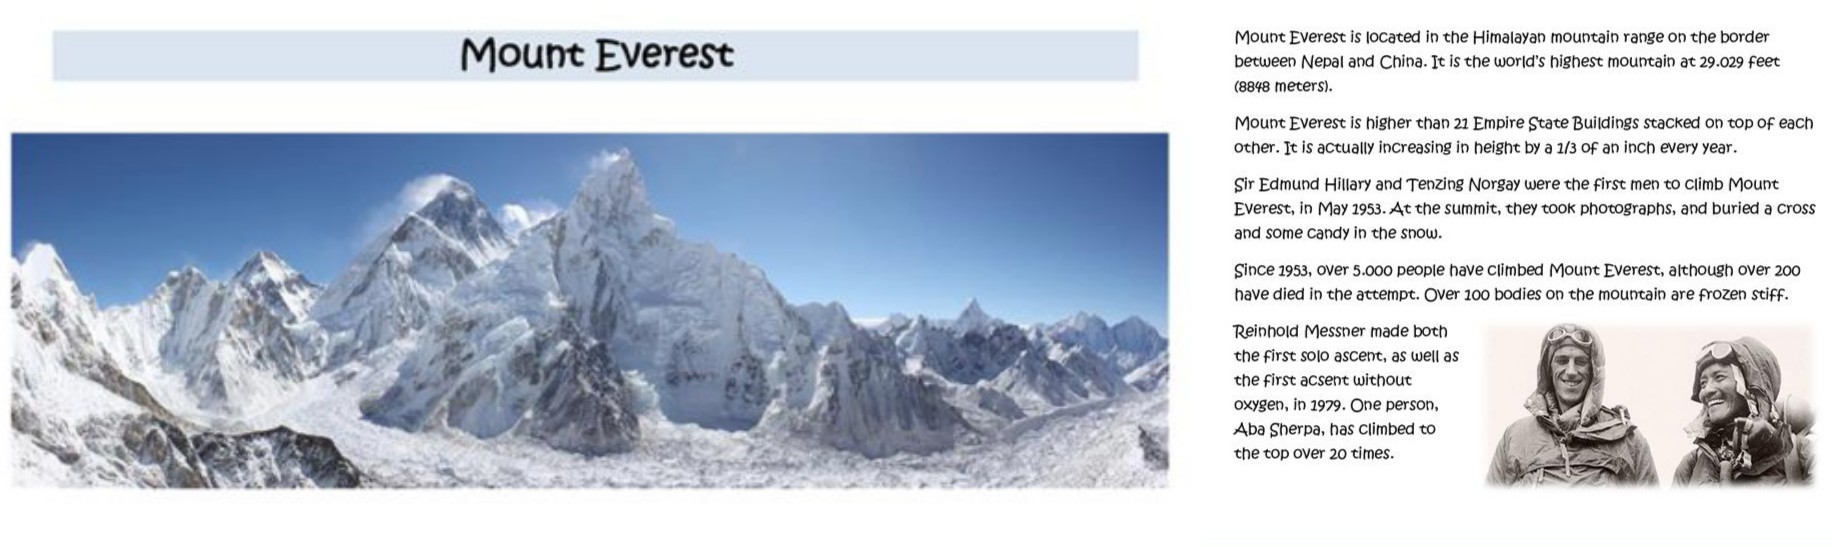 Mount Everest
Mount Everest is located in the Himalayan mountain range on the border
between Nepal and China. It is the world's highest mountain at 29.029 feet
(8848 meters).
Mount Everest is higher than 21 Empire State Buildings stacked on top of each
other. It is actually increasing in height by a 1/3 of an inch every year.
Sir Edmund Hillary and Tenzing Norgay were the first men to climb Mount
Everest, in May 1953. At the summit, they took photographs, and buried a cross
and some candy in the snow.
Since 1953, over 5.000 people have climbed Mount Everest, although over 200
have died in the attempt. Over 100 bodies on the mountain are frozen stiff.
Reinhold Messner made both
the first solo ascent, as well as
the first acsent without
oxygen, in 1979. One person,
Aba Sherpa, has climbed to
the top over 20 times.